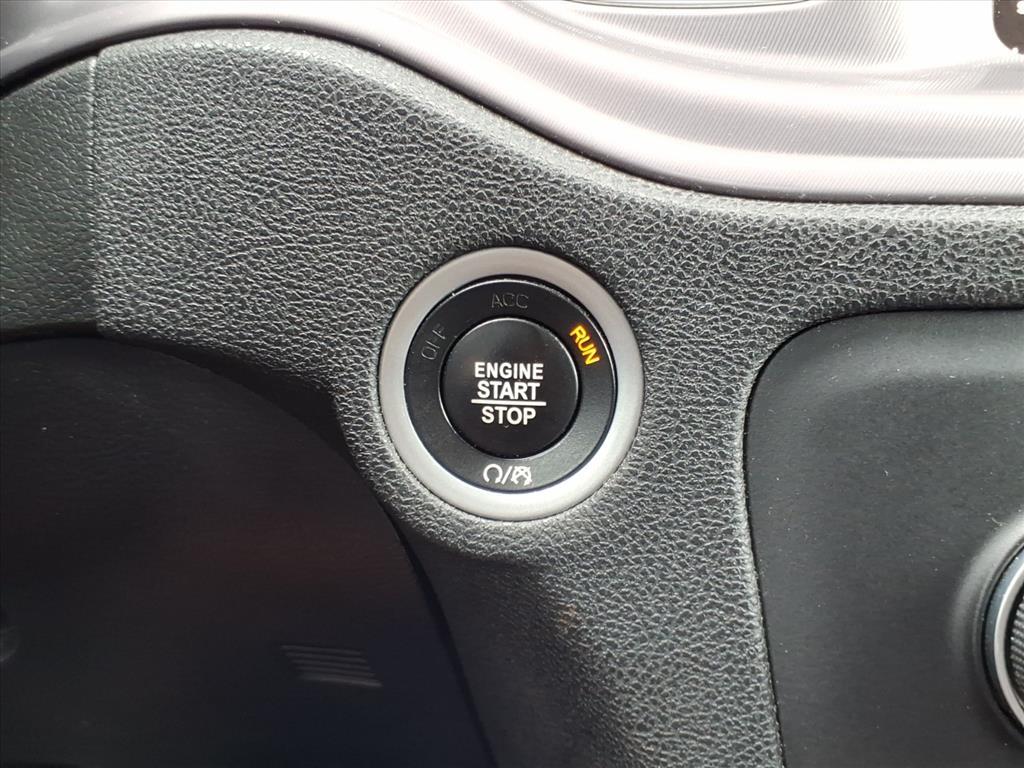 ACC
OFF
RUN
ENGINE
START
STOP